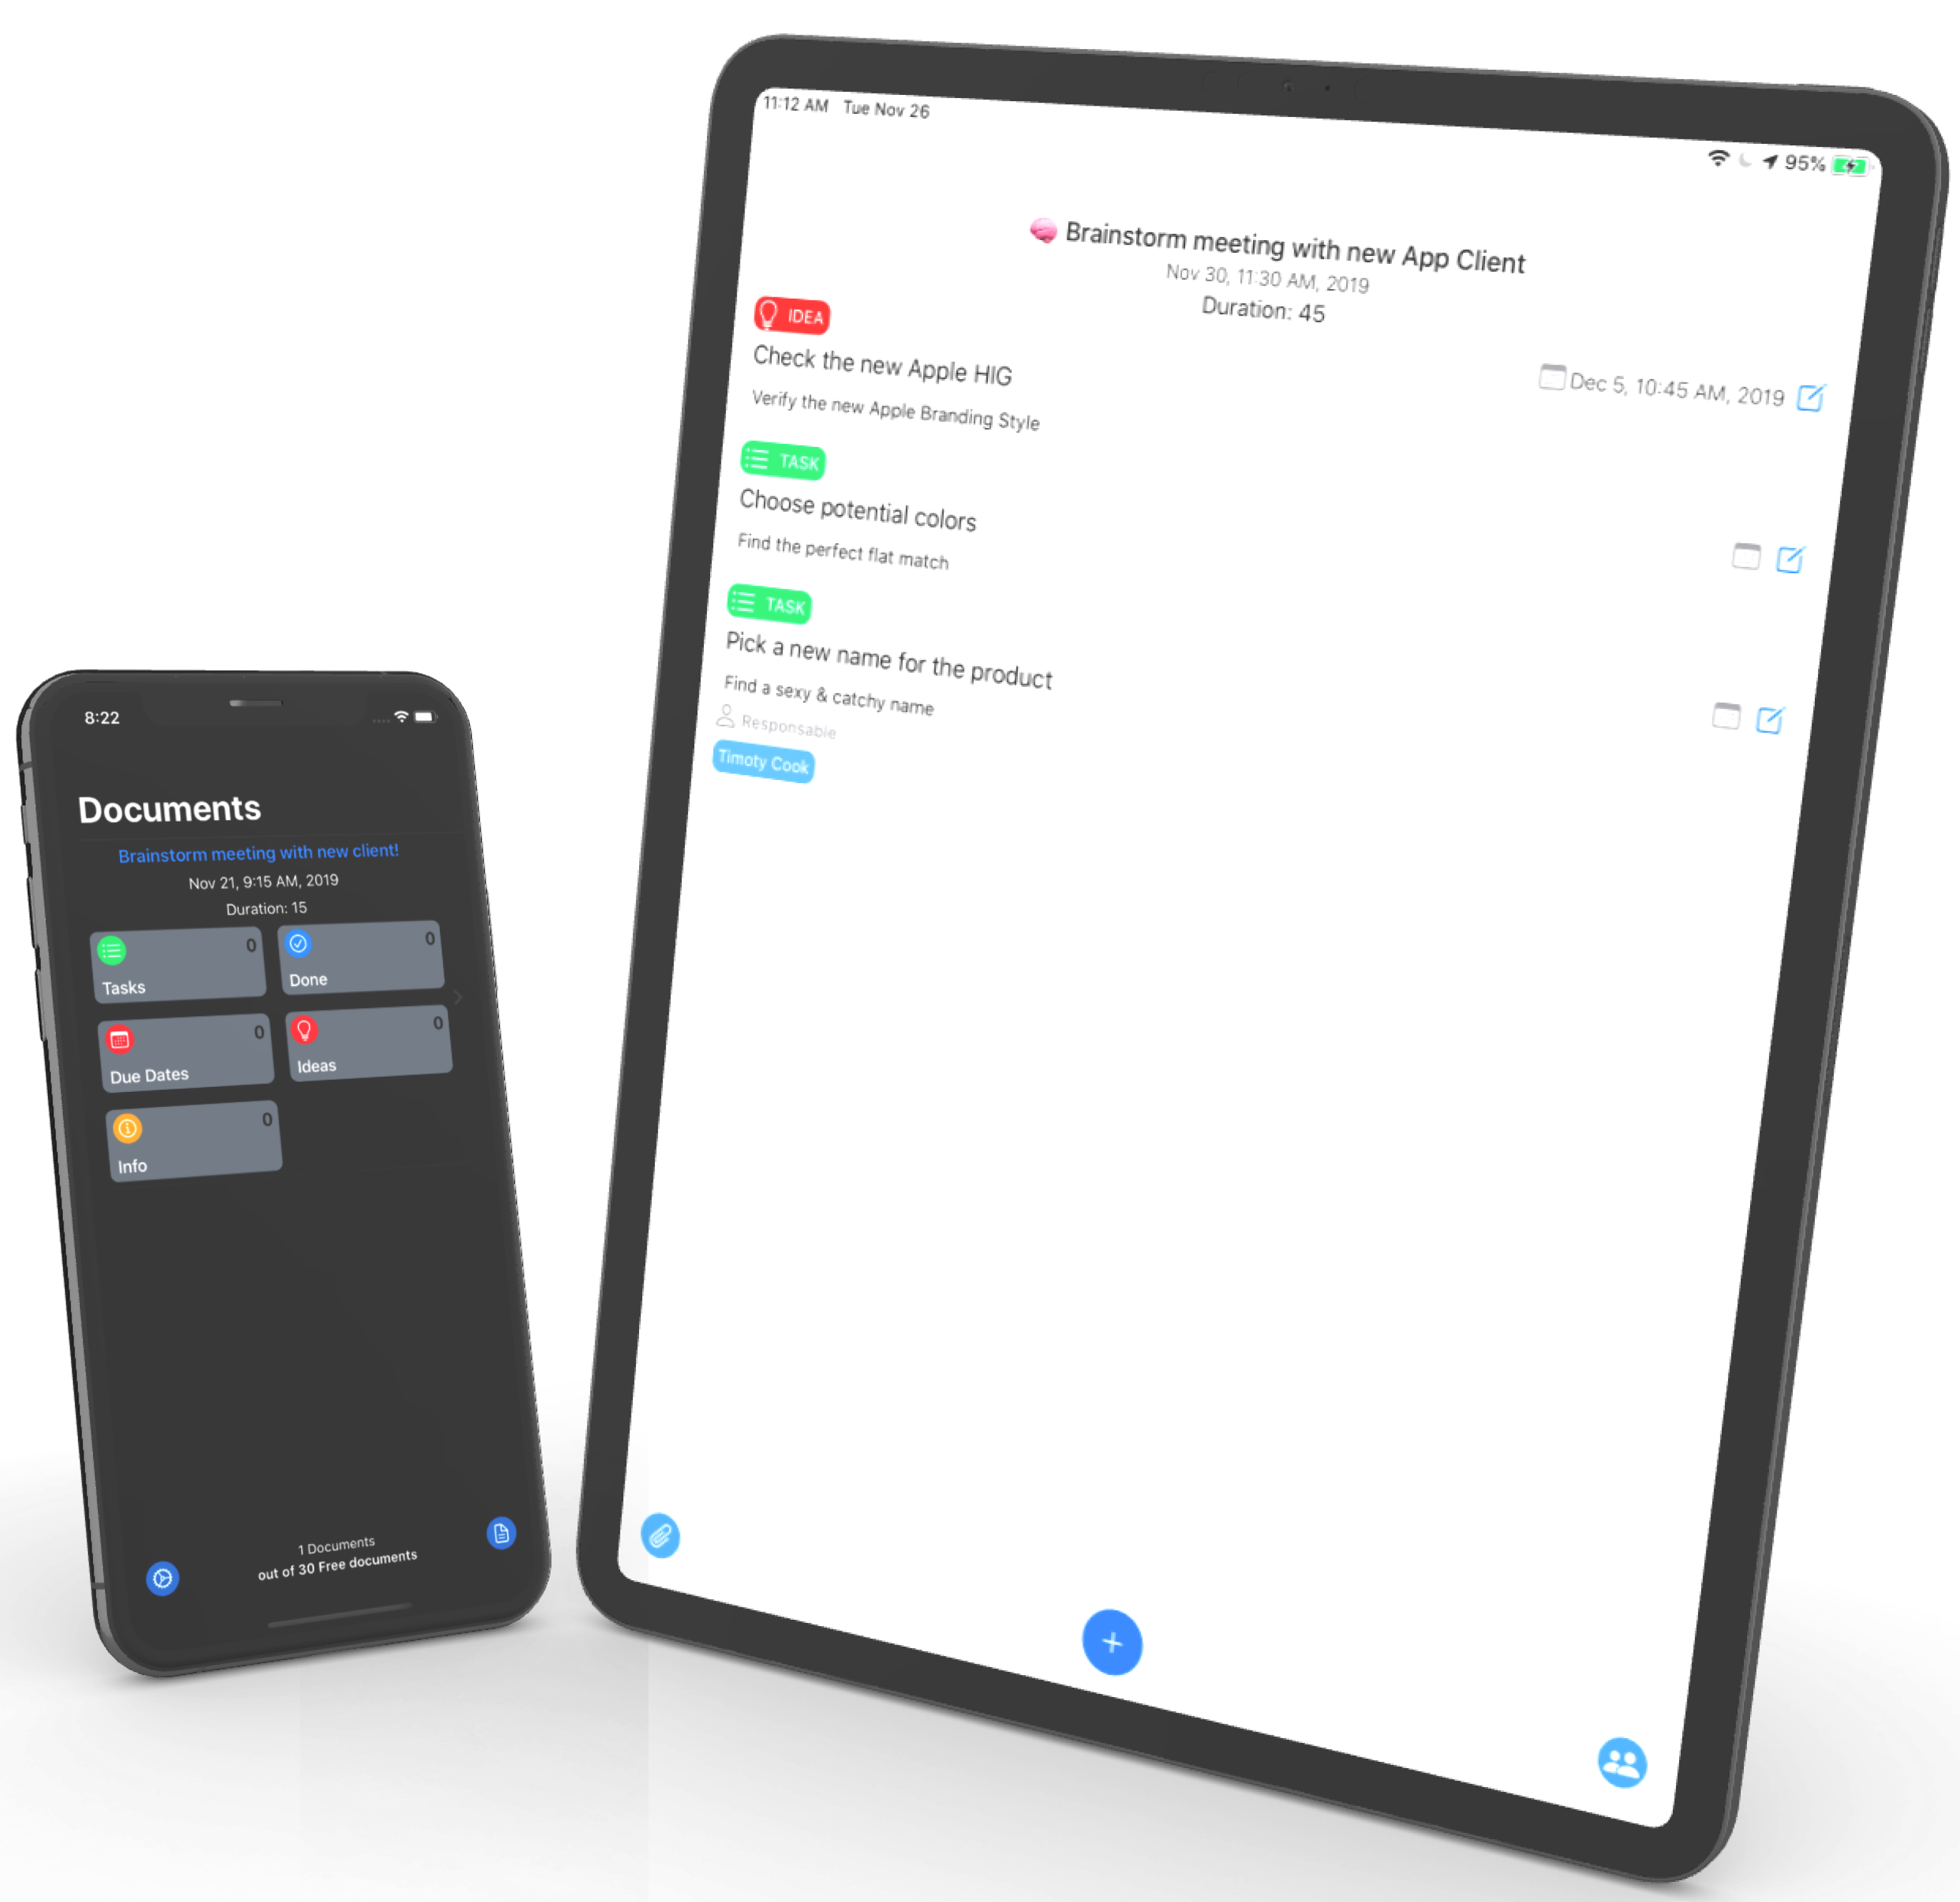 8:22
Documents
Brainstorm meeting with new client!
Nov 21, 9:15 AM, 2019
Duration: 15
0
Tasks
0
Done
0
Due Dates
0
Ideas
0
Info
1 Documents
out of 30 Free documents
11:12 AM Tue Nov 26
95%
🧠 Brainstorm meeting with new App Client
Nov 30, 11:30 AM, 2019
Duration: 45
IDEA
Check the new Apple HIG
Dec 5, 10:45 AM, 2019
Verify the new Apple Branding Style
TASK
Choose potential colors
Find the perfect flat match
TASK
Pick a new name for the product
Find a sexy & catchy name
Responsable
Timoty Cook